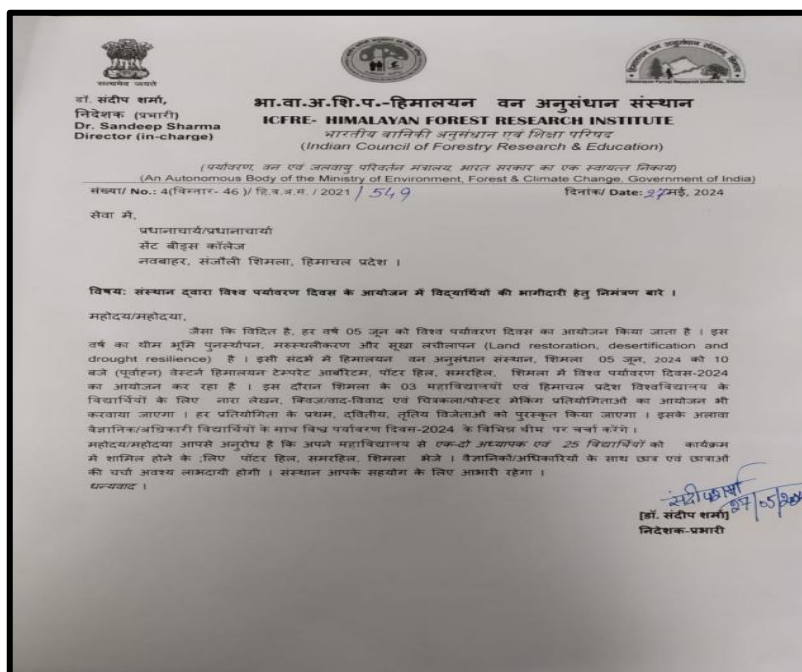 सत्यमेव जयते
डॉ. संदीप शर्मा,
निदेशक (प्रभारी)
Dr. Sandeep Sharma
Director (in-charge)
भा.वा.अ.शि.प.-हिमालयन वन अनुसंधान संस्थान
ICFRE- HIMALAYAN FOREST RESEARCH INSTITUTE
भारतीय वानिकी अनुसंधान एवं शिक्षा परिषद
(Indian Council of Forestry Research & Education)
(पर्यावरण, वन एवं जलवायु परिवर्तन मंत्रालय, भारत सरकार का एक स्वायत्त निकाय)
(An Autonomous Body of the Ministry of Environment, Forest & Climate Change, Government of India)
संख्या/ No.: 4(विस्तार- 46 )/ हि.व.अ.सं. / 2021 / 549 दिनांक/ Date: 27मई, 2024
सेवा में,
प्रधानाचार्य/प्रधानाचार्या
सैट बीड्स कॉलेज
नवबाहर, संजौली शिमला, हिमाचल प्रदेश ।
विषय: संस्थान द्वारा विश्व पर्यावरण दिवस के आयोजन में विद्यार्थियों की भागीदारी हेतु निमंत्रण बारे ।
महोदय/महोदया,
जैसा कि विदित है, हर वर्ष 05 जून को विश्व पर्यावरण दिवस का आयोजन किया जाता है । इस
वर्ष का थीम भूमि पुनर्स्थापन, मरुस्थलीकरण और सूखा लचीलापन (Land restoration, desertification and
drought resilience) है । इसी संदर्भ में हिमालयन वन अनुसंधान संस्थान, शिमला 05 जून, 2024 को 10
बजे (पूर्वाह्न) वेस्टर्न हिमालयन टेम्परेट आर्बोरेटम, पॉटर हिल, समरहिल, शिमला में विश्व पर्यावरण दिवस-2024
का आयोजन कर रहा है । इस दौरान शिमला के 03 महाविद्यालयों एवं हिमाचल प्रदेश विश्वविद्यालय के
विद्यार्थियों के लिए नारा लेखन, क्विज/वाद-विवाद एवं चित्रकला/पोस्टर मेकिंग प्रतियोगिताओं का आयोजन भी
करवाया जाएगा । हर प्रतियोगिता के प्रथम, द्वितीय, तृतिय विजेताओं को पुरस्कृत किया जाएगा । इसके अलावा
वैज्ञानिक/अधिकारी विद्यार्थियों के साथ विश्व पर्यावरण दिवस-2024 के विभिन्न थीम पर चर्चा करेंगे ।
महोदय/महोदया आपसे अनुरोध है कि अपने महाविद्यालय से एक-दो अध्यापक एवं 25 विद्यार्थियों को कार्यक्रम
में शामिल होने के ;लिए पॉटर हिल, समरहिल, शिमला भेजे । वैज्ञानिकों/अधिकारियों के साथ छात्र एवं छात्राओं
की चर्चा अवश्य लाभदायी होगी । संस्थान आपके सहयोग के लिए आभारी रहेगा ।
धन्यवाद ।
संदीप शर्मा
27/05/2024
[डॉ. संदीप शर्मा]
निदेशक-प्रभारी